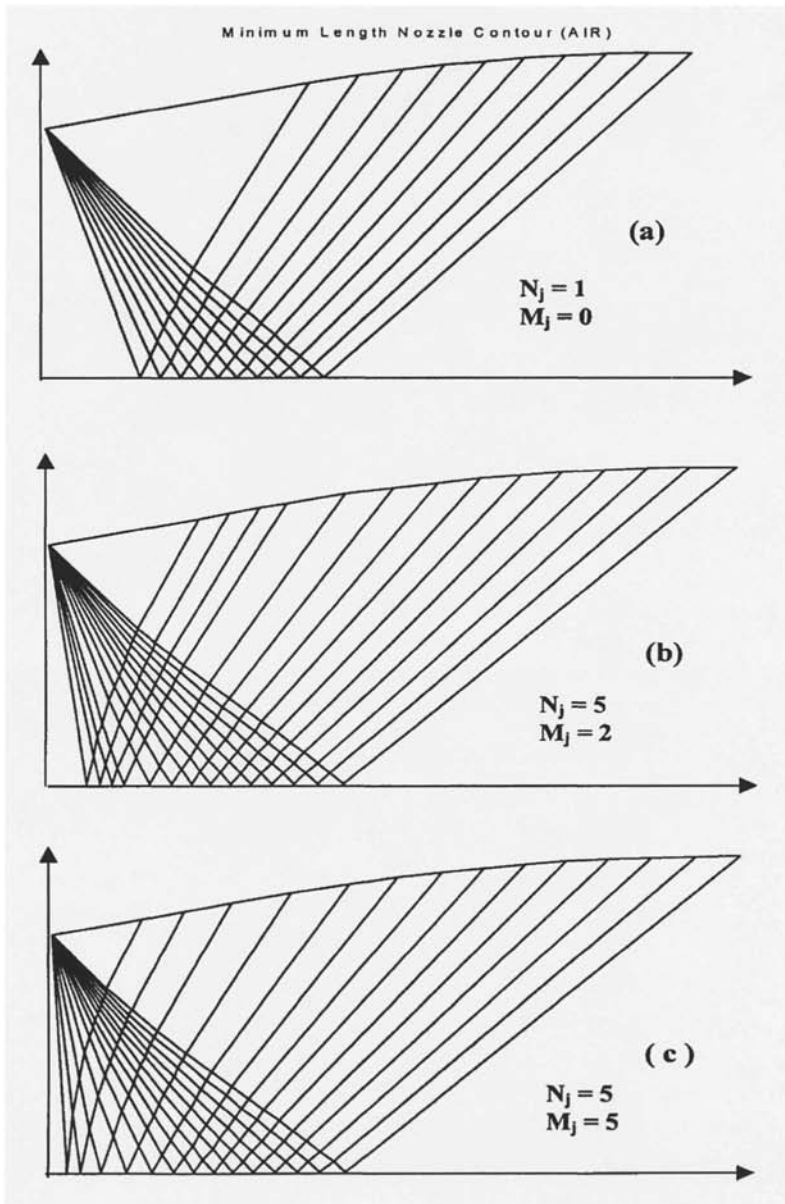 Minimum Length Nozzle Contour (AIR)
(a)
Nj = 1
Mj = 0
(b)
Nj = 5
Mj = 2
( c )
Nj = 5
Mj = 5